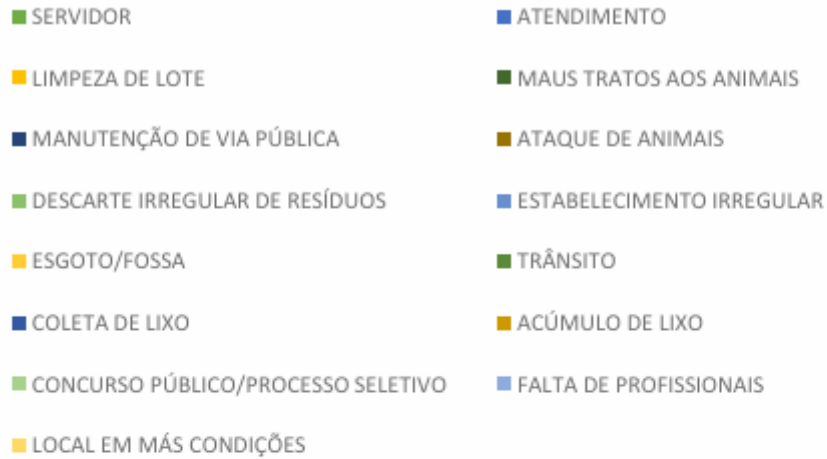 SERVIDOR
ATENDIMENTO
LIMPEZA DE LOTE
MAUS TRATOS AOS ANIMAIS
MANUTENÇÃO DE VIA PÚBLICA
ATAQUE DE ANIMAIS
DESCARTE IRREGULAR DE RESÍDUOS
ESTABELECIMENTO IRREGULAR
ESGOTO/FOSSA
TRÂNSITO
COLETA DE LIXO
ACÚMULO DE LIXO
CONCURSO PÚBLICO/PROCESSO SELETIVO
FALTA DE PROFISSIONAIS
LOCAL EM MÁS CONDIÇÕES